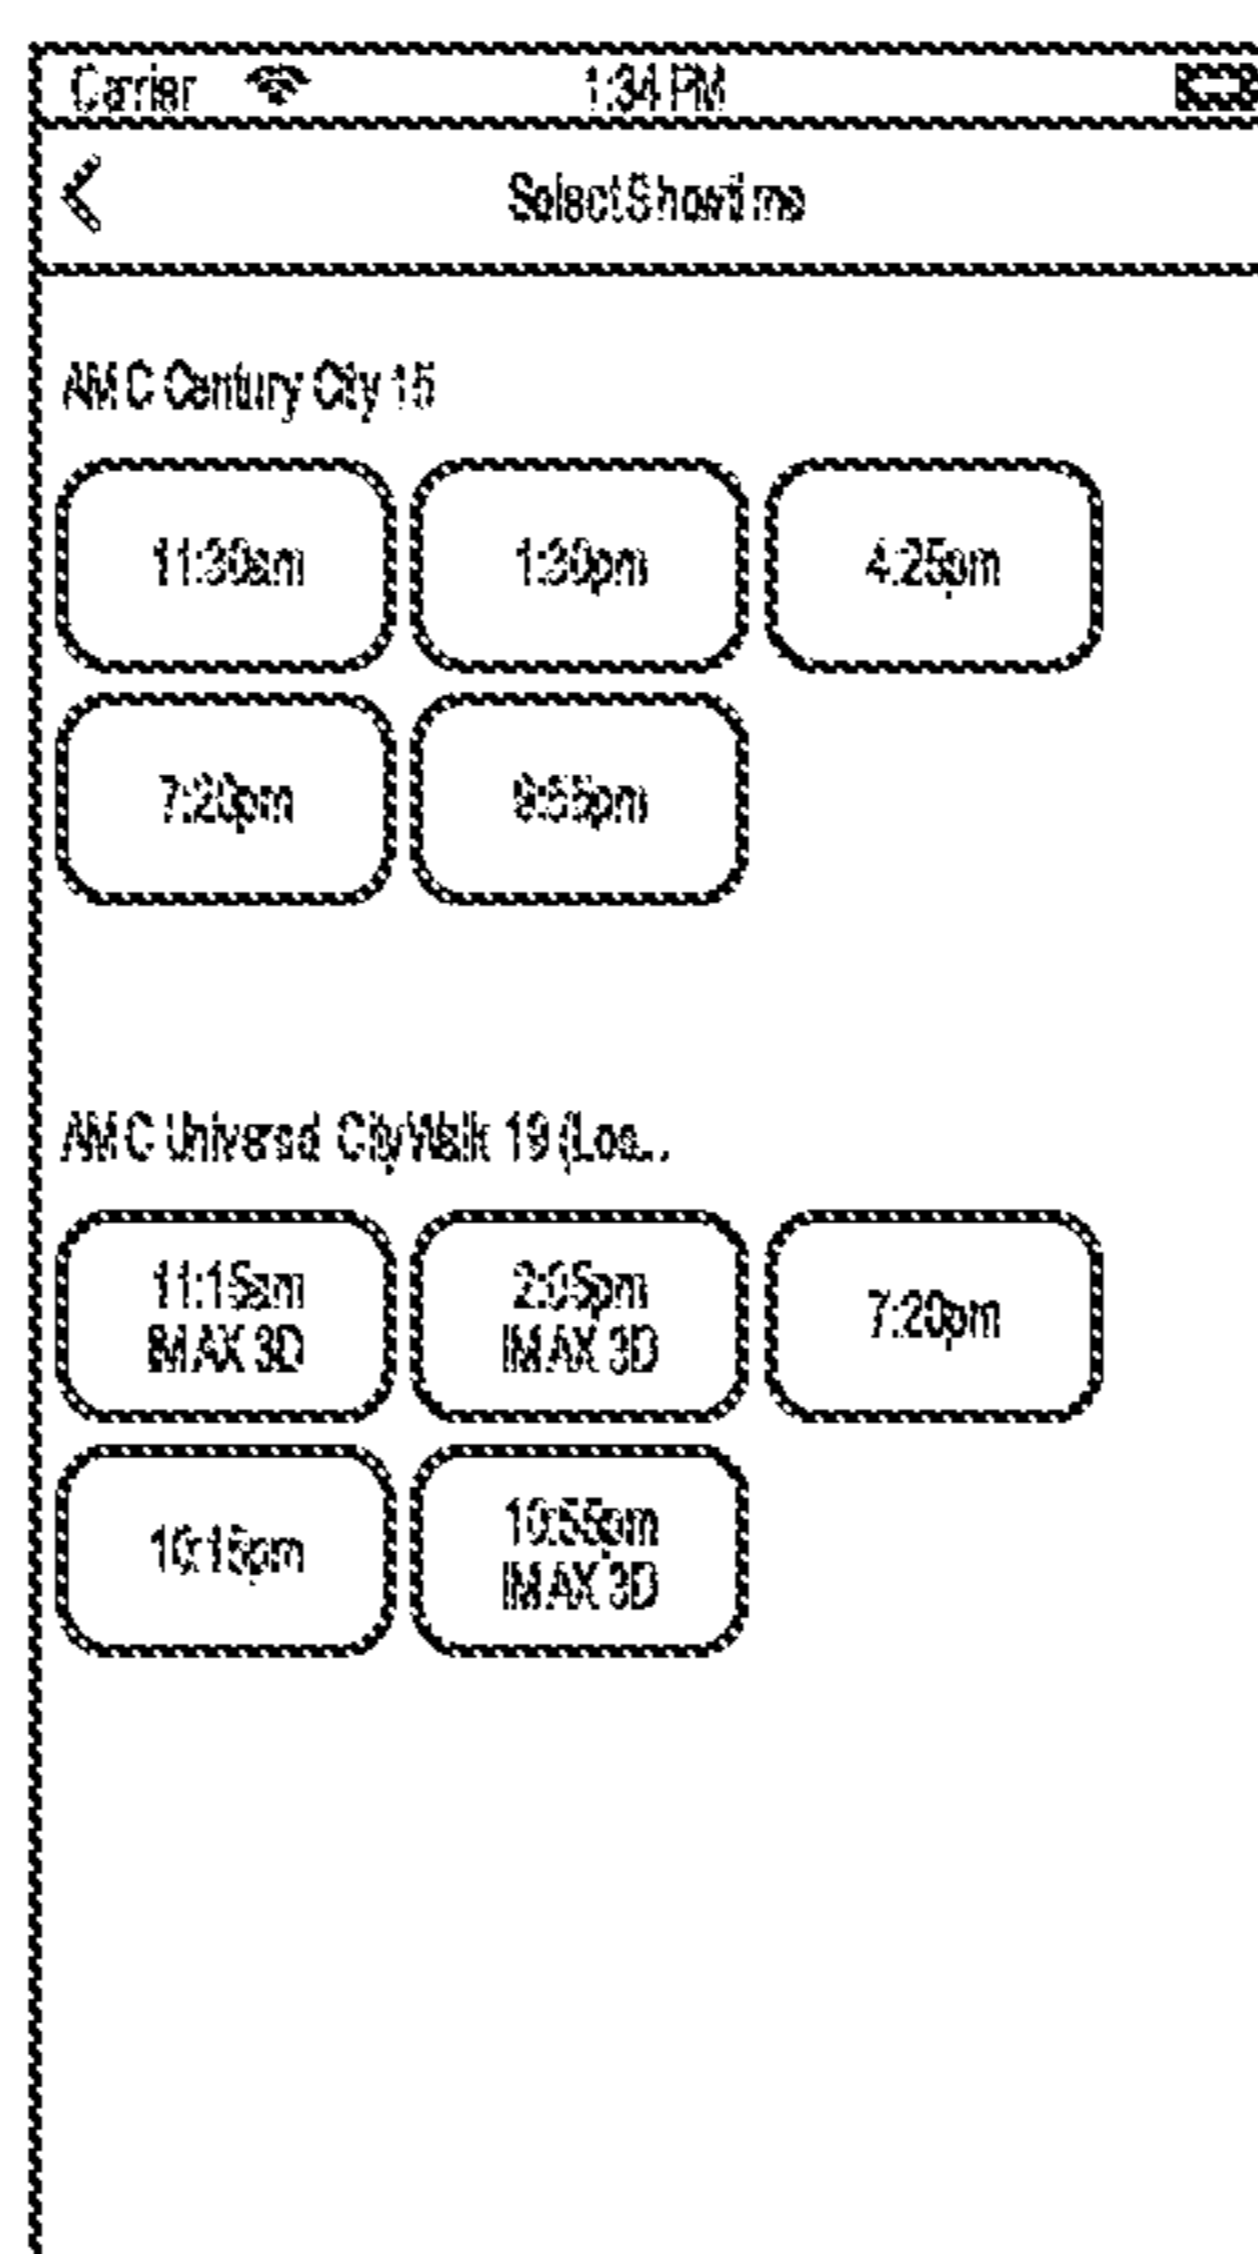 Carrier 1:34 PM
Select Showtime
AMC Century City 15
11:30am 1:30pm 4:25pm
7:20pm 9:55pm
AMC Universal CityWalk 19 (Los...
11:15am 2:05pm 7:20pm
IMAX 3D IMAX 3D
10:15pm 10:55pm
IMAX 3D